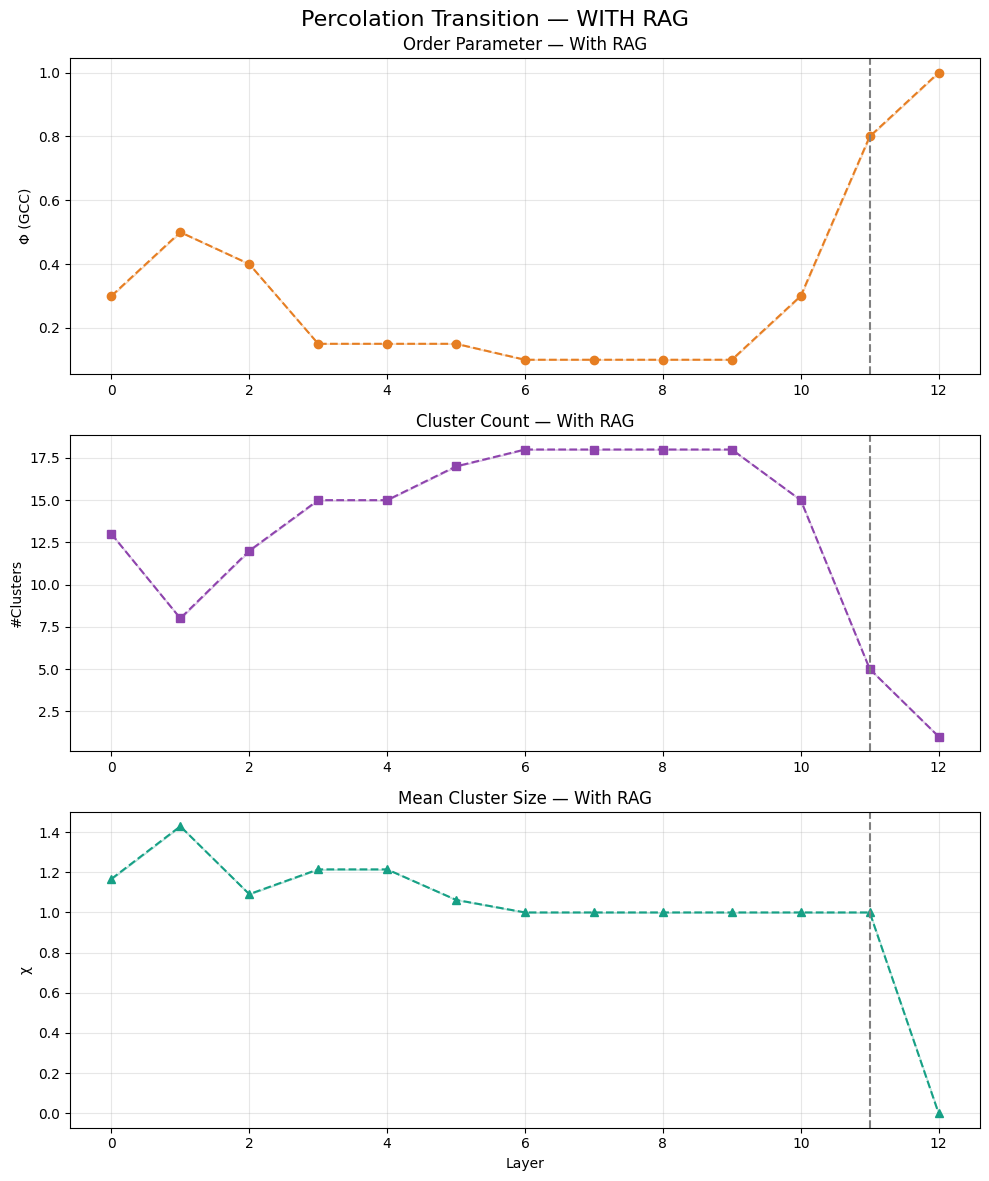 Percolation Transition — WITH RAG
Order Parameter — With RAG
Φ (GCC)
1.0
0.8
0.6
0.4
0.2
0 2 4 6 8 10 12
Cluster Count — With RAG
#Clusters
17.5
15.0
12.5
10.0
7.5
5.0
2.5
0 2 4 6 8 10 12
Mean Cluster Size — With RAG
χ
1.4
1.2
1.0
0.8
0.6
0.4
0.2
0.0
0 2 4 6 8 10 12
Layer